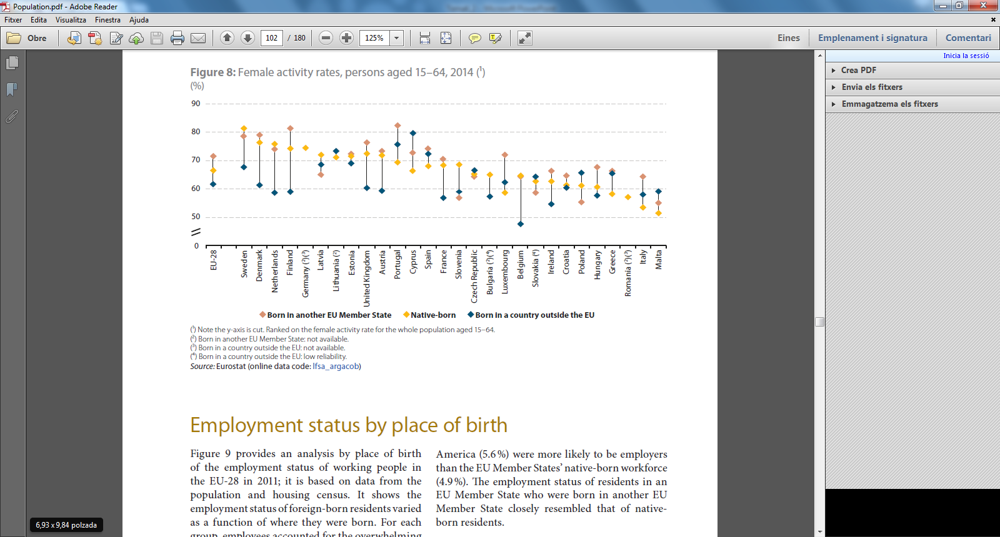 Population.pdf - Adobe Reader
Fitxer Edita Visualitza Finestra Ajuda
Obre 102 / 180 125% Eines Emplenament i signatura Comentari
Inicia la sessió
Crea PDF
Envia els fitxers
Emmagatzema els fitxers
Figure 8: Female activity rates, persons aged 15–64, 2014 (¹)
(%)
90
80
70
60
50
0
EU-28
Sweden
Denmark
Netherlands
Finland
Germany (²)(³)
Latvia
Lithuania (²)
Estonia
United Kingdom
Austria
Portugal
Cyprus
Spain
France
Slovenia
Czech Republic
Bulgaria (²)(⁴)
Luxembourg
Belgium
Slovakia (⁴)
Ireland
Croatia
Poland
Hungary
Greece
Romania (²)(³)
Italy
Malta
Born in another EU Member State Native-born Born in a country outside the EU
(¹) Note the y-axis is cut. Ranked on the female activity rate for the whole population aged 15–64.
(²) Born in another EU Member State: not available.
(³) Born in a country outside the EU: not available.
(⁴) Born in a country outside the EU: low reliability.
Source: Eurostat (online data code: lfsa_argacob)
Employment status by place of birth
Figure 9 provides an analysis by place of birth
of the employment status of working people in
the EU-28 in 2011; it is based on data from the
population and housing census. It shows the
employment status of foreign-born residents varied
as a function of where they were born. For each
group, employees accounted for the overwhelming
America (5.6 %) were more likely to be employers
than the EU Member States' native-born workforce
(4.9 %). The employment status of residents in an
EU Member State who were born in another EU
Member State closely resembled that of native-
born residents.
6,93 x 9,84 polzada